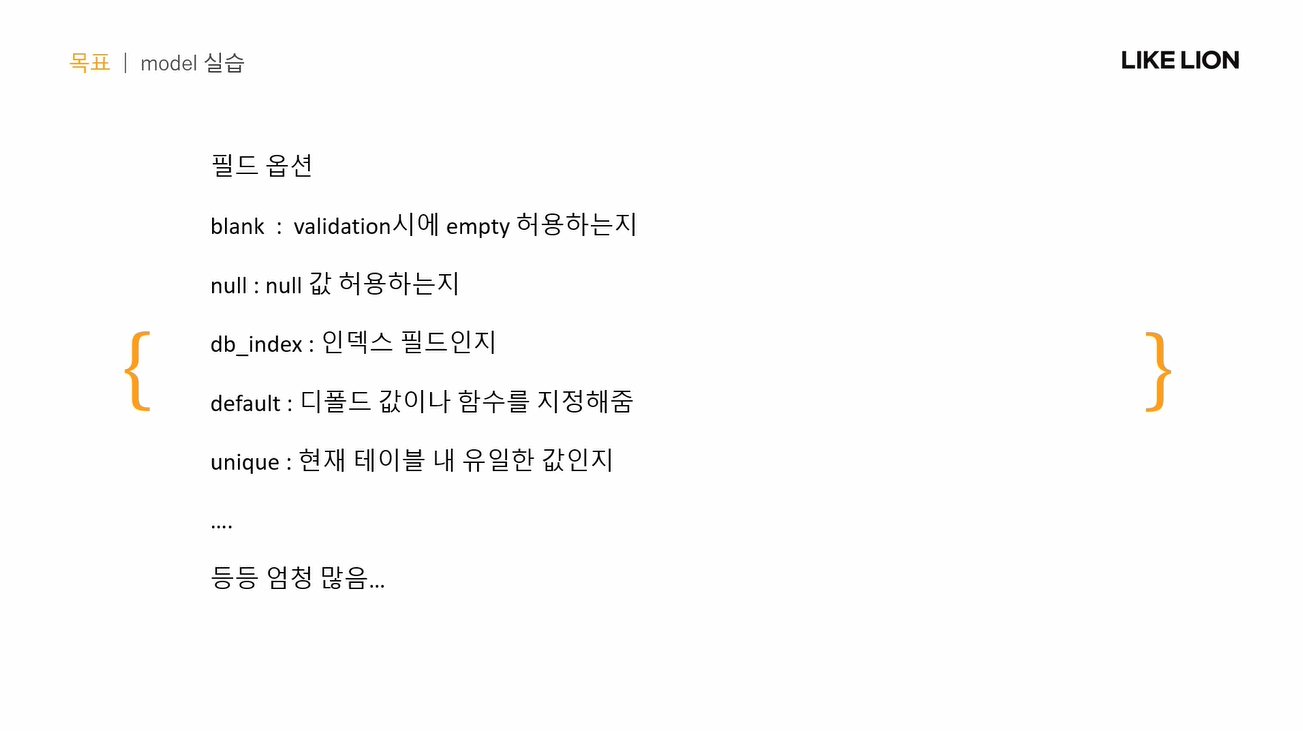 목표 | model 실습
LIKE LION
필드 옵션
blank : validation시에 empty 허용하는지
null : null 값 허용하는지
db_index : 인덱스 필드인지
{ }
default : 디폴드 값이나 함수를 지정해줌
unique : 현재 테이블 내 유일한 값인지
....
등등 엄청 많음...